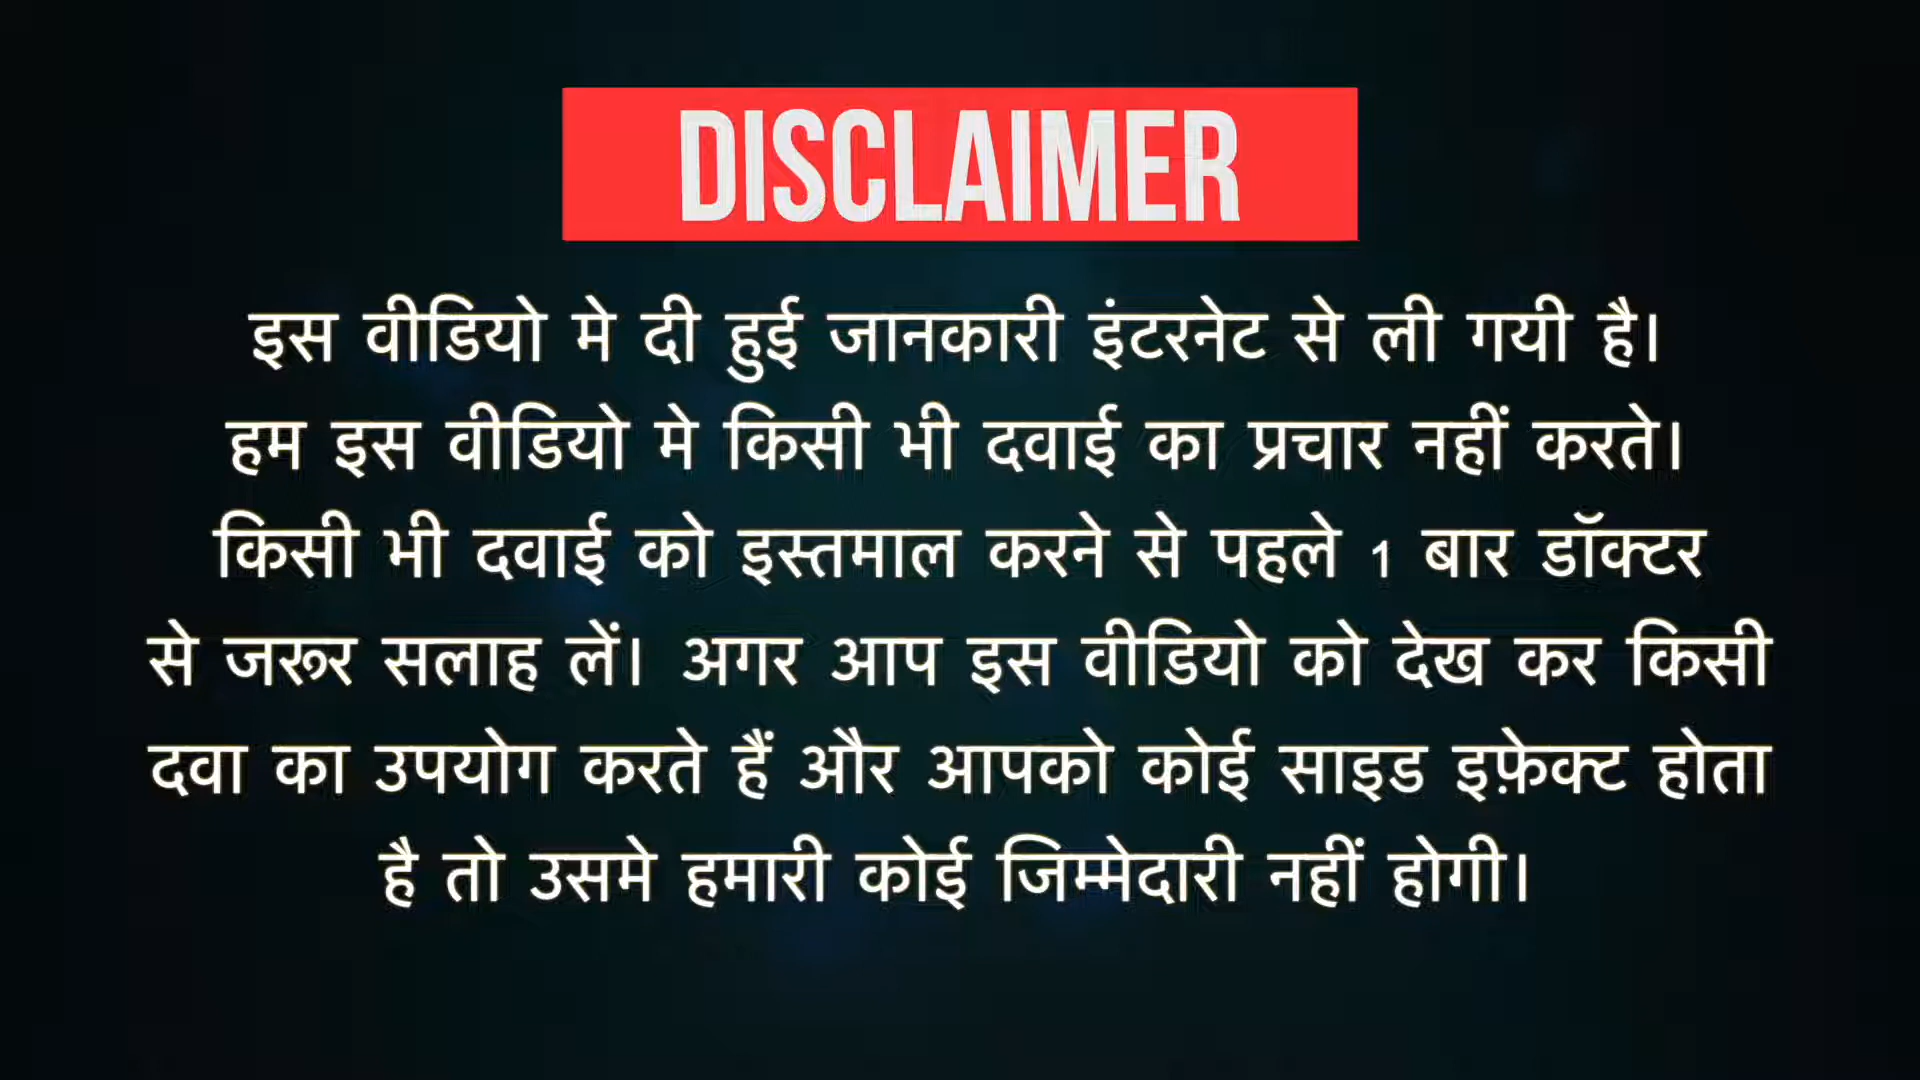 DISCLAIMER
इस वीडियो मे दी हुई जानकारी इंटरनेट से ली गयी है।
हम इस वीडियो मे किसी भी दवाई का प्रचार नहीं करते।
किसी भी दवाई को इस्तमाल करने से पहले 1 बार डॉक्टर
से जरूर सलाह लें। अगर आप इस वीडियो को देख कर किसी
दवा का उपयोग करते हैं और आपको कोई साइड इफ़ेक्ट होता
है तो उसमे हमारी कोई जिम्मेदारी नहीं होगी।